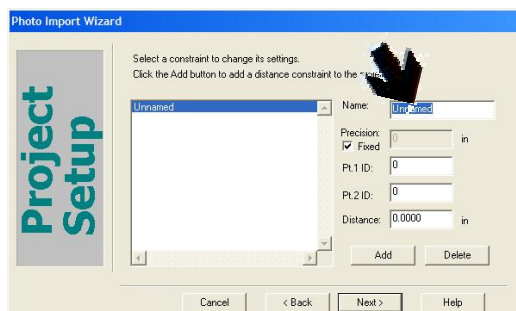 Photo Import Wizard
Project
Setup
Select a constraint to change its settings.
Click the Add button to add a distance constraint to the
Unnamed
Name: Unnamed
Precision: 0 in
Fixed
Pt.1 ID: 0
Pt.2 ID: 0
Distance: 0.0000 in
Add Delete
Cancel < Back Next > Help